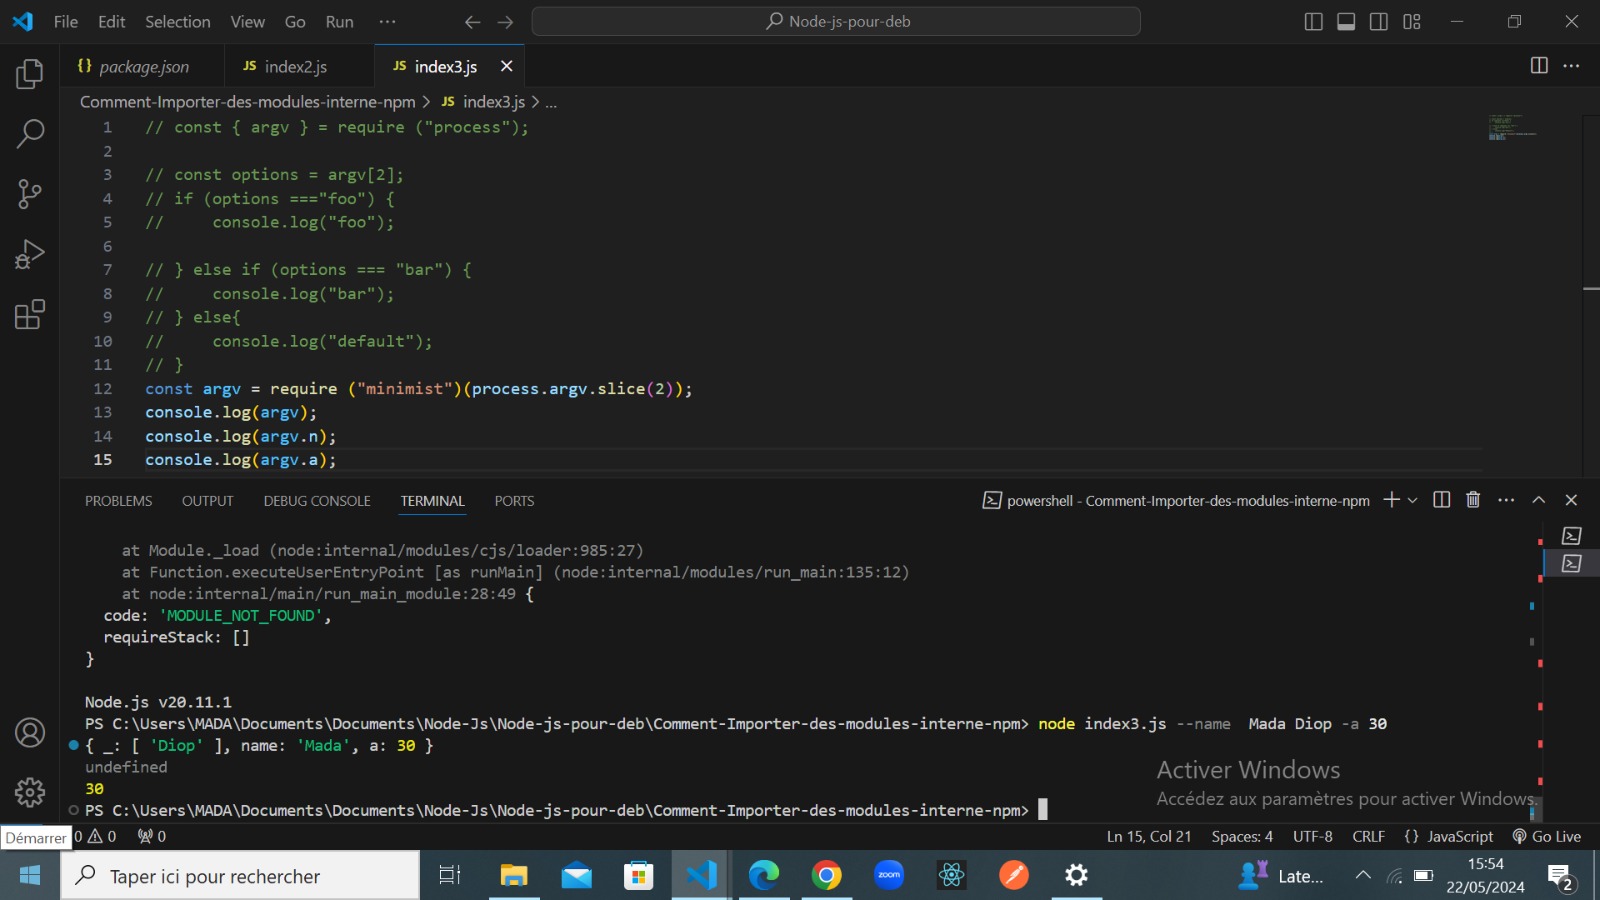 File Edit Selection View Go Run ··· Node-js-pour-deb
{} package.json JS index2.js JS index3.js
Comment-Importer-des-modules-interne-npm > JS index3.js > ...
1 // const { argv } = require ("process");
2
3 // const options = argv[2];
4 // if (options ==="foo") {
5 //     console.log("foo");
6
7 // } else if (options === "bar") {
8 //     console.log("bar");
9 // } else{
10 //     console.log("default");
11 // }
12 const argv = require ("minimist")(process.argv.slice(2));
13 console.log(argv);
14 console.log(argv.n);
15 console.log(argv.a);
PROBLEMS OUTPUT DEBUG CONSOLE TERMINAL PORTS powershell - Comment-Importer-des-modules-interne-npm
    at Module._load (node:internal/modules/cjs/loader:985:27)
    at Function.executeUserEntryPoint [as runMain] (node:internal/modules/run_main:135:12)
    at node:internal/main/run_main_module:28:49 {
  code: 'MODULE_NOT_FOUND',
  requireStack: []
}
Node.js v20.11.1
PS C:\Users\MADA\Documents\Documents\Node-Js\Node-js-pour-deb\Comment-Importer-des-modules-interne-npm> node index3.js --name  Mada Diop -a 30
{ _: [ 'Diop' ], name: 'Mada', a: 30 }
undefined
30
PS C:\Users\MADA\Documents\Documents\Node-Js\Node-js-pour-deb\Comment-Importer-des-modules-interne-npm>
Activer Windows
Accédez aux paramètres pour activer Windows.
Démarrer 0 0 0 Ln 15, Col 21 Spaces: 4 UTF-8 CRLF {} JavaScript Go Live
Taper ici pour rechercher zoom Late... 15:54
22/05/2024 2